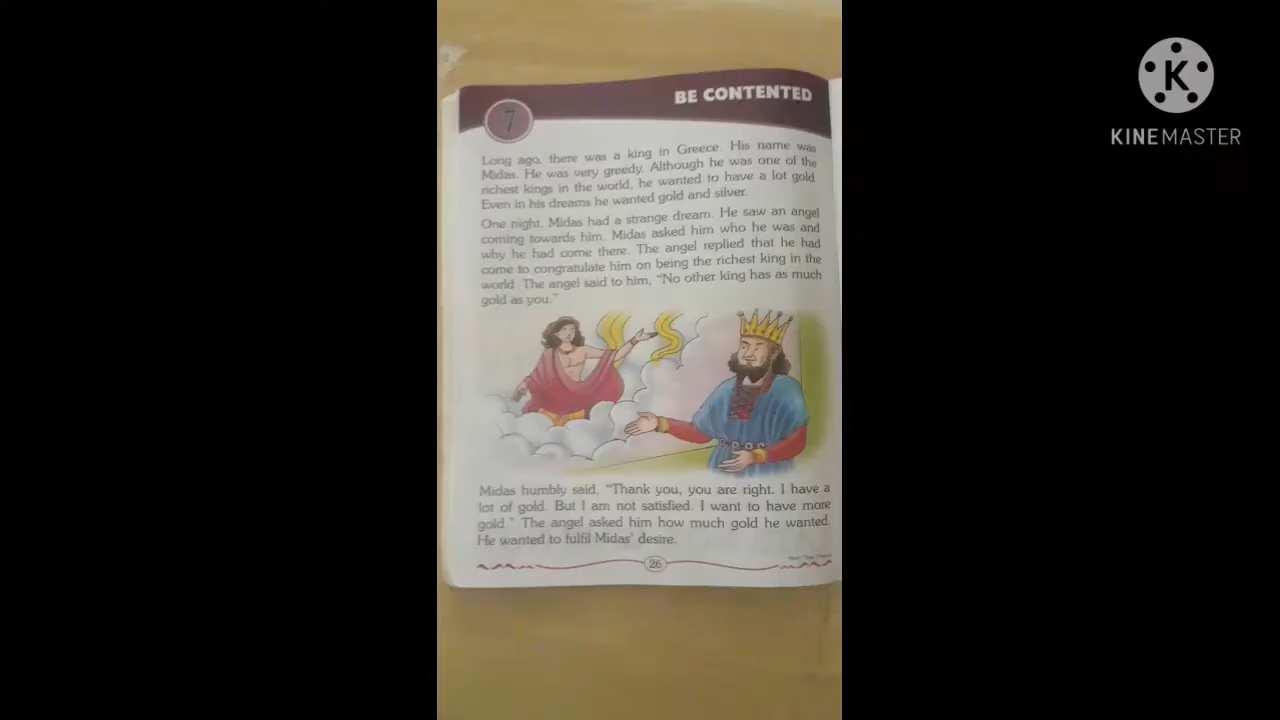 BE CONTENTED
7
Long ago, there was a king in Greece. His name was
Midas. He was very greedy. Although he was one of the
richest kings in the world, he wanted to have a lot gold
Even in his dreams he wanted gold and silver.
One night, Midas had a strange dream. He saw an angel
coming towards him. Midas asked him who he was and
why he had come there. The angel replied that he had
come to congratulate him on being the richest king in the
world. The angel said to him, “No other king has as much
gold as you.”
Midas humbly said, “Thank you, you are right. I have a
lot of gold. But I am not satisfied. I want to have more
gold.” The angel asked him how much gold he wanted.
He wanted to fulfil Midas’ desire.
26
K
KINEMASTER